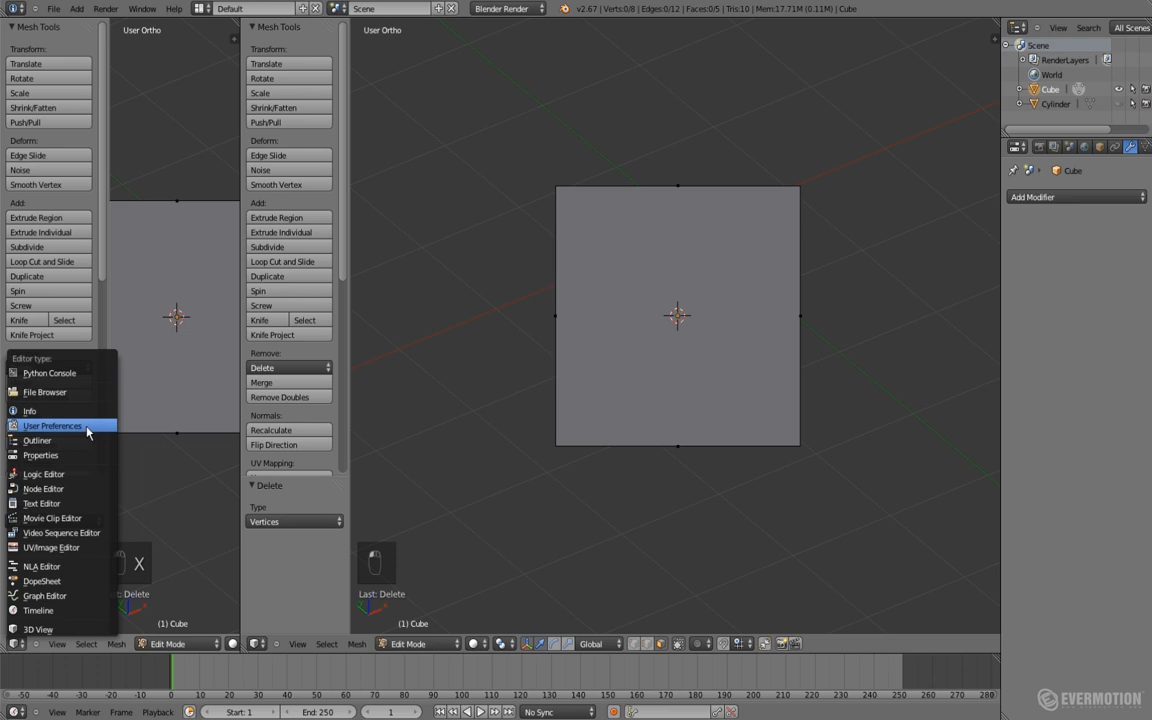 File Add Render Window Help Default Scene Blender Render v2.67 | Verts:0/8 | Edges:0/12 | Faces:0/5 | Tris:10 | Mem:17.71M (0.11M) | Cube
Mesh Tools
Transform:
Translate
Rotate
Scale
Shrink/Fatten
Push/Pull
Deform:
Edge Slide
Noise
Smooth Vertex
Add:
Extrude Region
Extrude Individual
Subdivide
Loop Cut and Slide
Duplicate
Spin
Screw
Knife Select
Knife Project
Editor type:
Python Console
File Browser
Info
User Preferences
Outliner
Properties
Logic Editor
Node Editor
Text Editor
Movie Clip Editor
Video Sequence Editor
UV/Image Editor
NLA Editor
DopeSheet
Graph Editor
Timeline
3D View
User Ortho
X
t: Delete
(1) Cube
View Select Mesh Edit Mode
Mesh Tools
Transform:
Translate
Rotate
Scale
Shrink/Fatten
Push/Pull
Deform:
Edge Slide
Noise
Smooth Vertex
Add:
Extrude Region
Extrude Individual
Subdivide
Loop Cut and Slide
Duplicate
Spin
Screw
Knife Select
Knife Project
Remove:
Delete
Merge
Remove Doubles
Normals:
Recalculate
Flip Direction
UV Mapping:
Delete
Type
Vertices
User Ortho
Last: Delete
(1) Cube
View Select Mesh Edit Mode Global
View Search All Scenes
Scene
RenderLayers
World
Cube
Cylinder
Cube
Add Modifier
-50 -40 -30 -20 -10 0 10 20 30 40 50 60 70 80 90 100 110 120 130 140 150 160 170 180 190 200 210 220 230 240 250 260 270 280
View Marker Frame Playback Start: 1 End: 250 1 No Sync
EVERMOTION